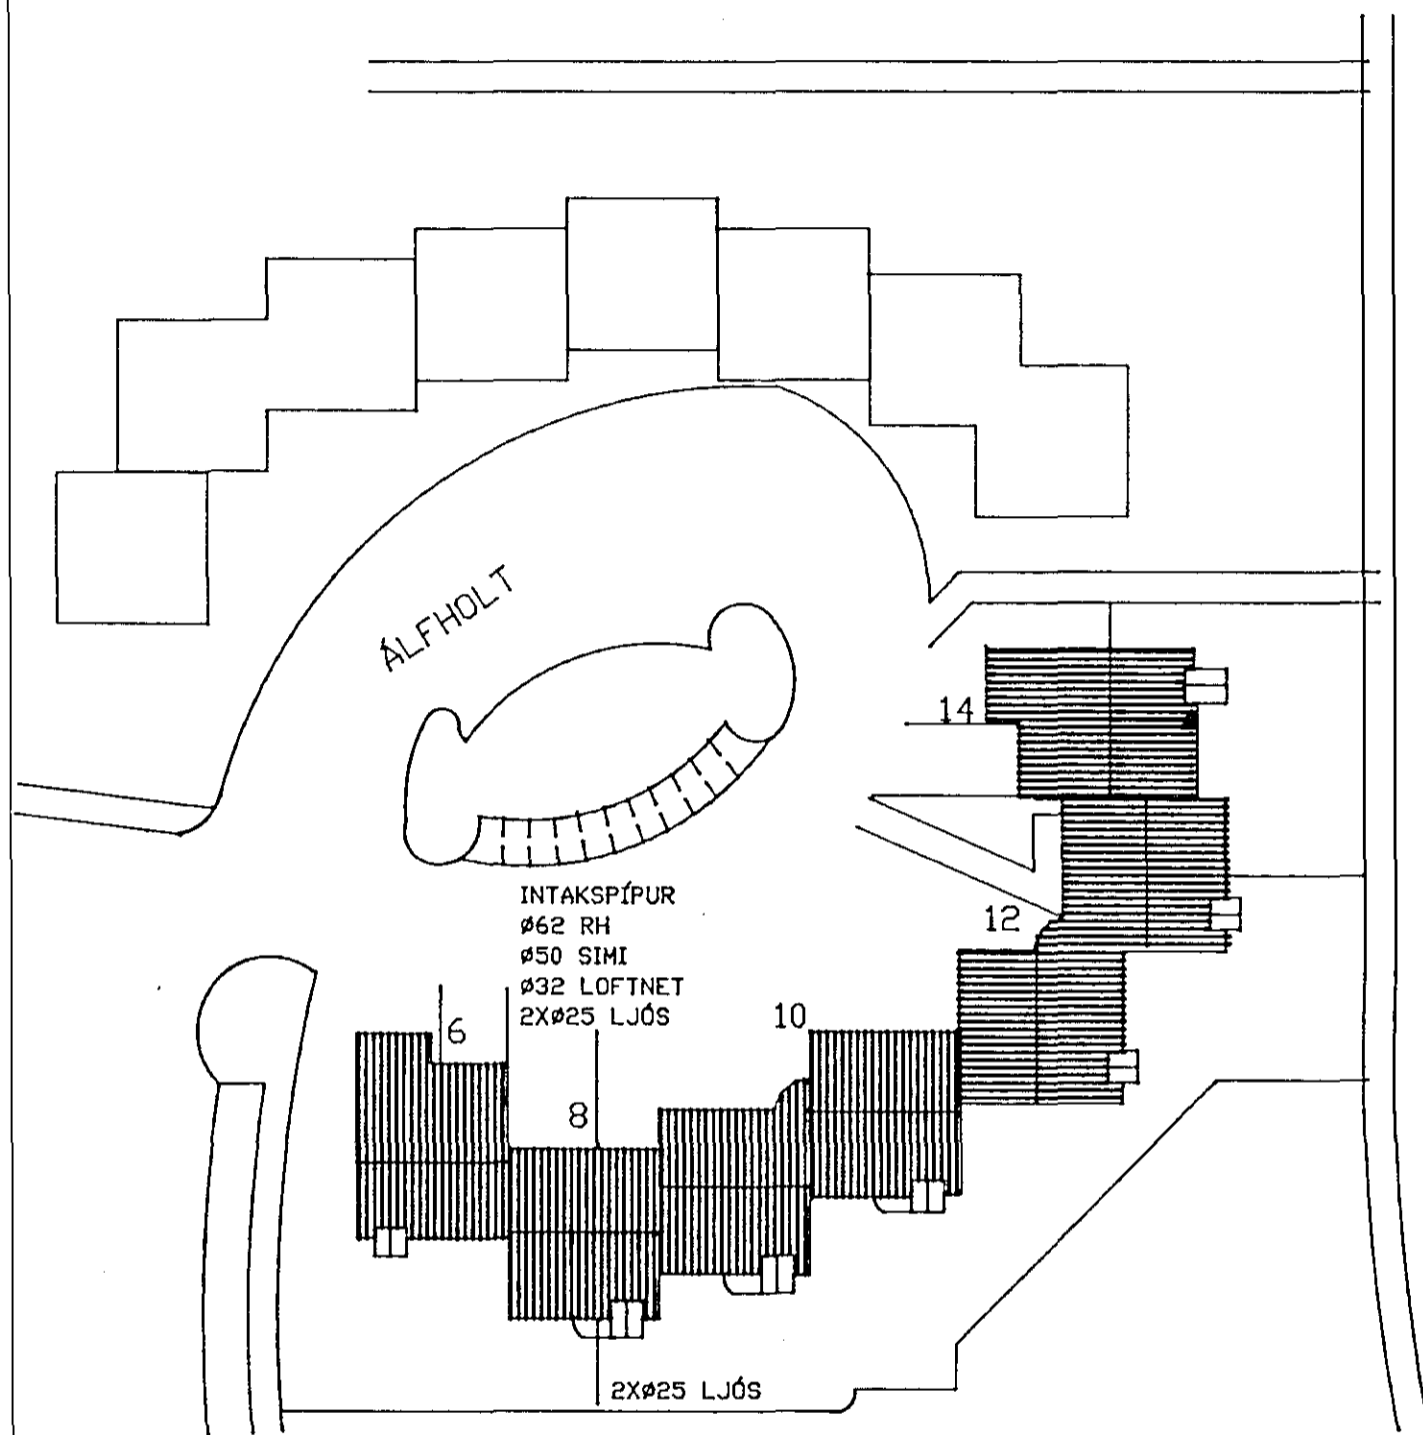 ÁLFHOLT
14
INTAKSPÍPUR
ø62 RH
ø50 SIMI
ø32 LOFTNET
2Xø25 LJÓS
12
10
6
8
2Xø25 LJÓS